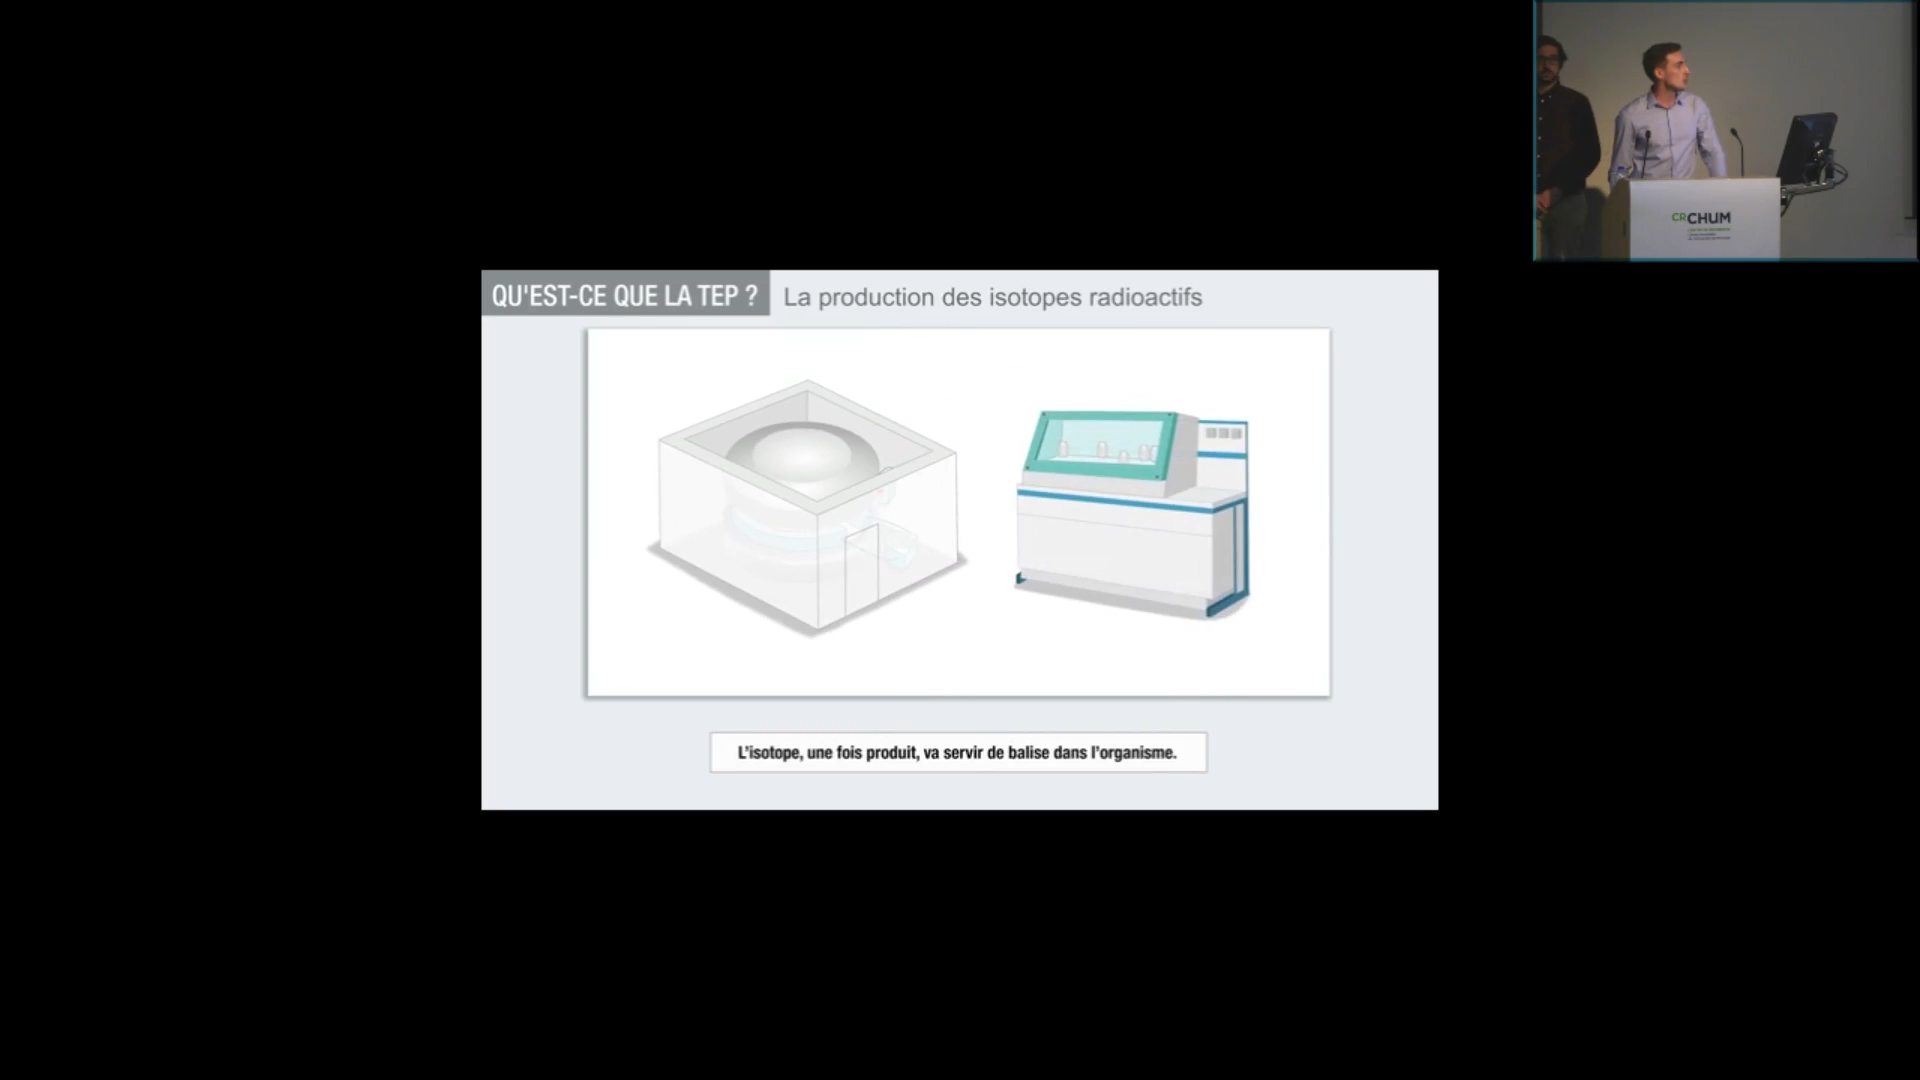 QU'EST-CE QUE LA TEP ?
La production des isotopes radioactifs
L'isotope, une fois produit, va servir de balise dans l'organisme.
CRCHUM